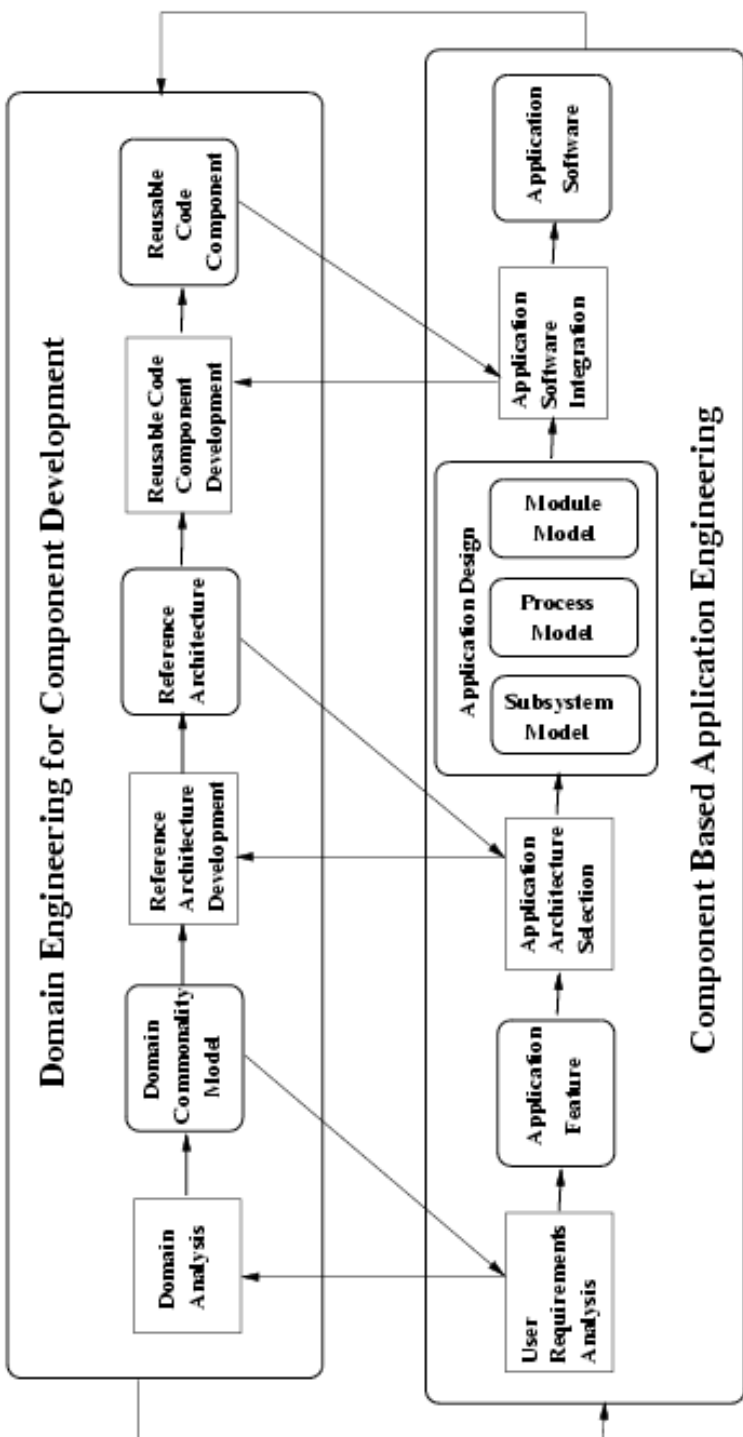 Domain Engineering for Component Development
Domain
Analysis
Domain
Commonality
Model
Reference
Architecture
Development
Reference
Architecture
Reusable Code
Component
Development
Reusable
Code
Component
User
Requirements
Analysis
Application
Feature
Application
Architecture
Selection
Application Design
Subsystem
Model
Process
Model
Module
Model
Application
Software
Integration
Application
Software
Component Based Application Engineering